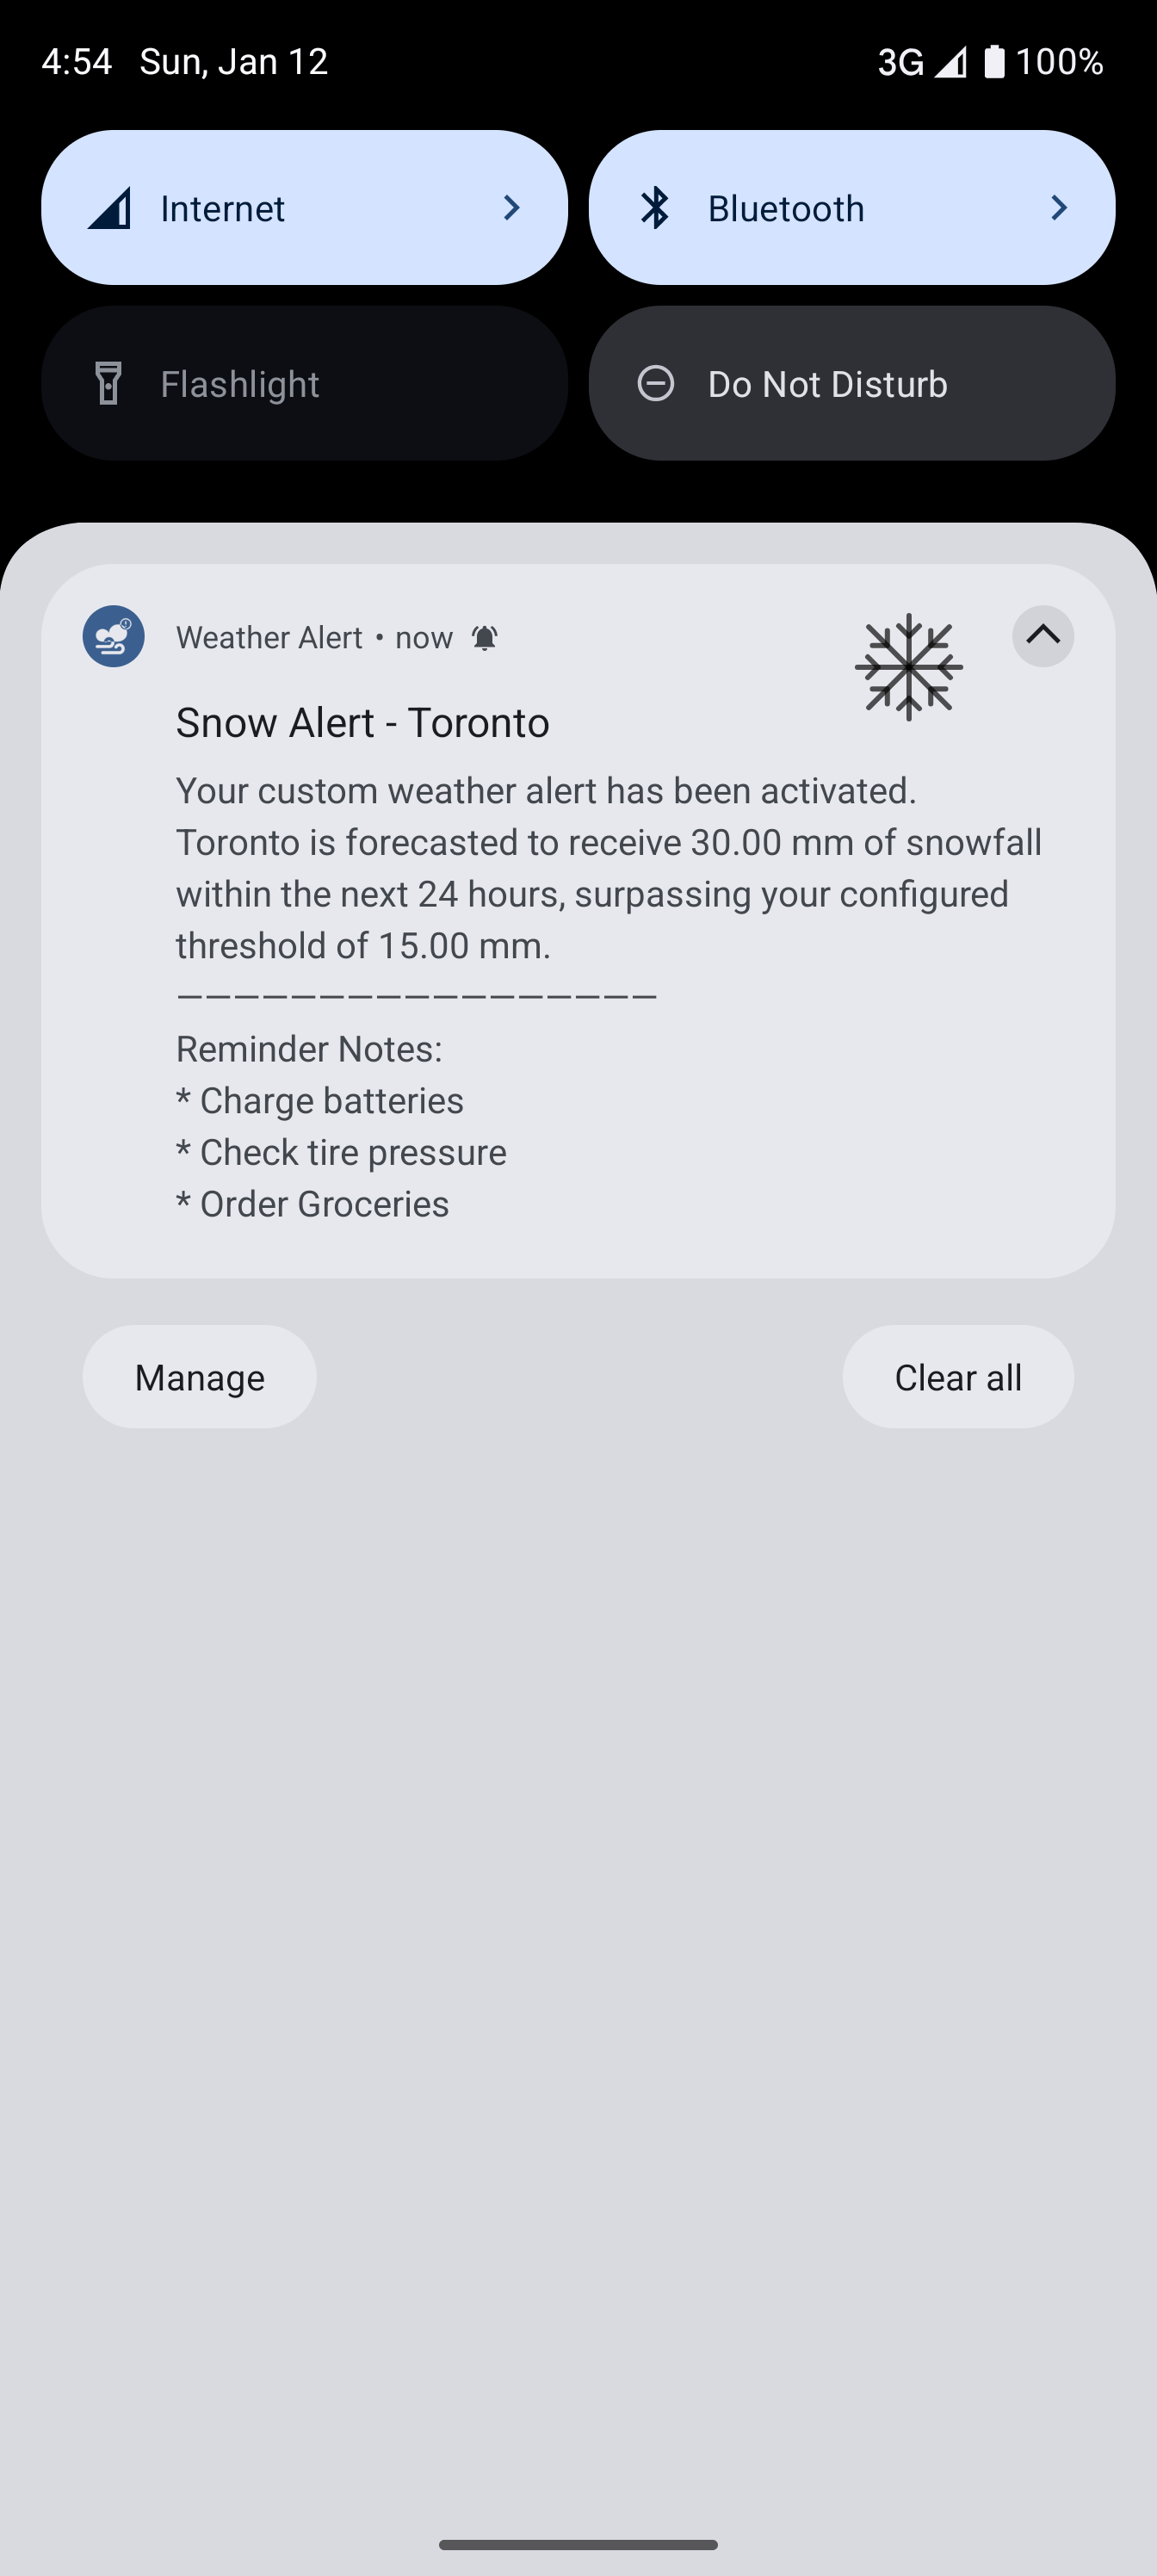 4:54 Sun, Jan 12 3G 100%
Internet
Bluetooth
Flashlight
Do Not Disturb
Weather Alert • now
Snow Alert - Toronto
Your custom weather alert has been activated.
Toronto is forecasted to receive 30.00 mm of snowfall
within the next 24 hours, surpassing your configured
threshold of 15.00 mm.
—————————————————
Reminder Notes:
* Charge batteries
* Check tire pressure
* Order Groceries
Manage
Clear all